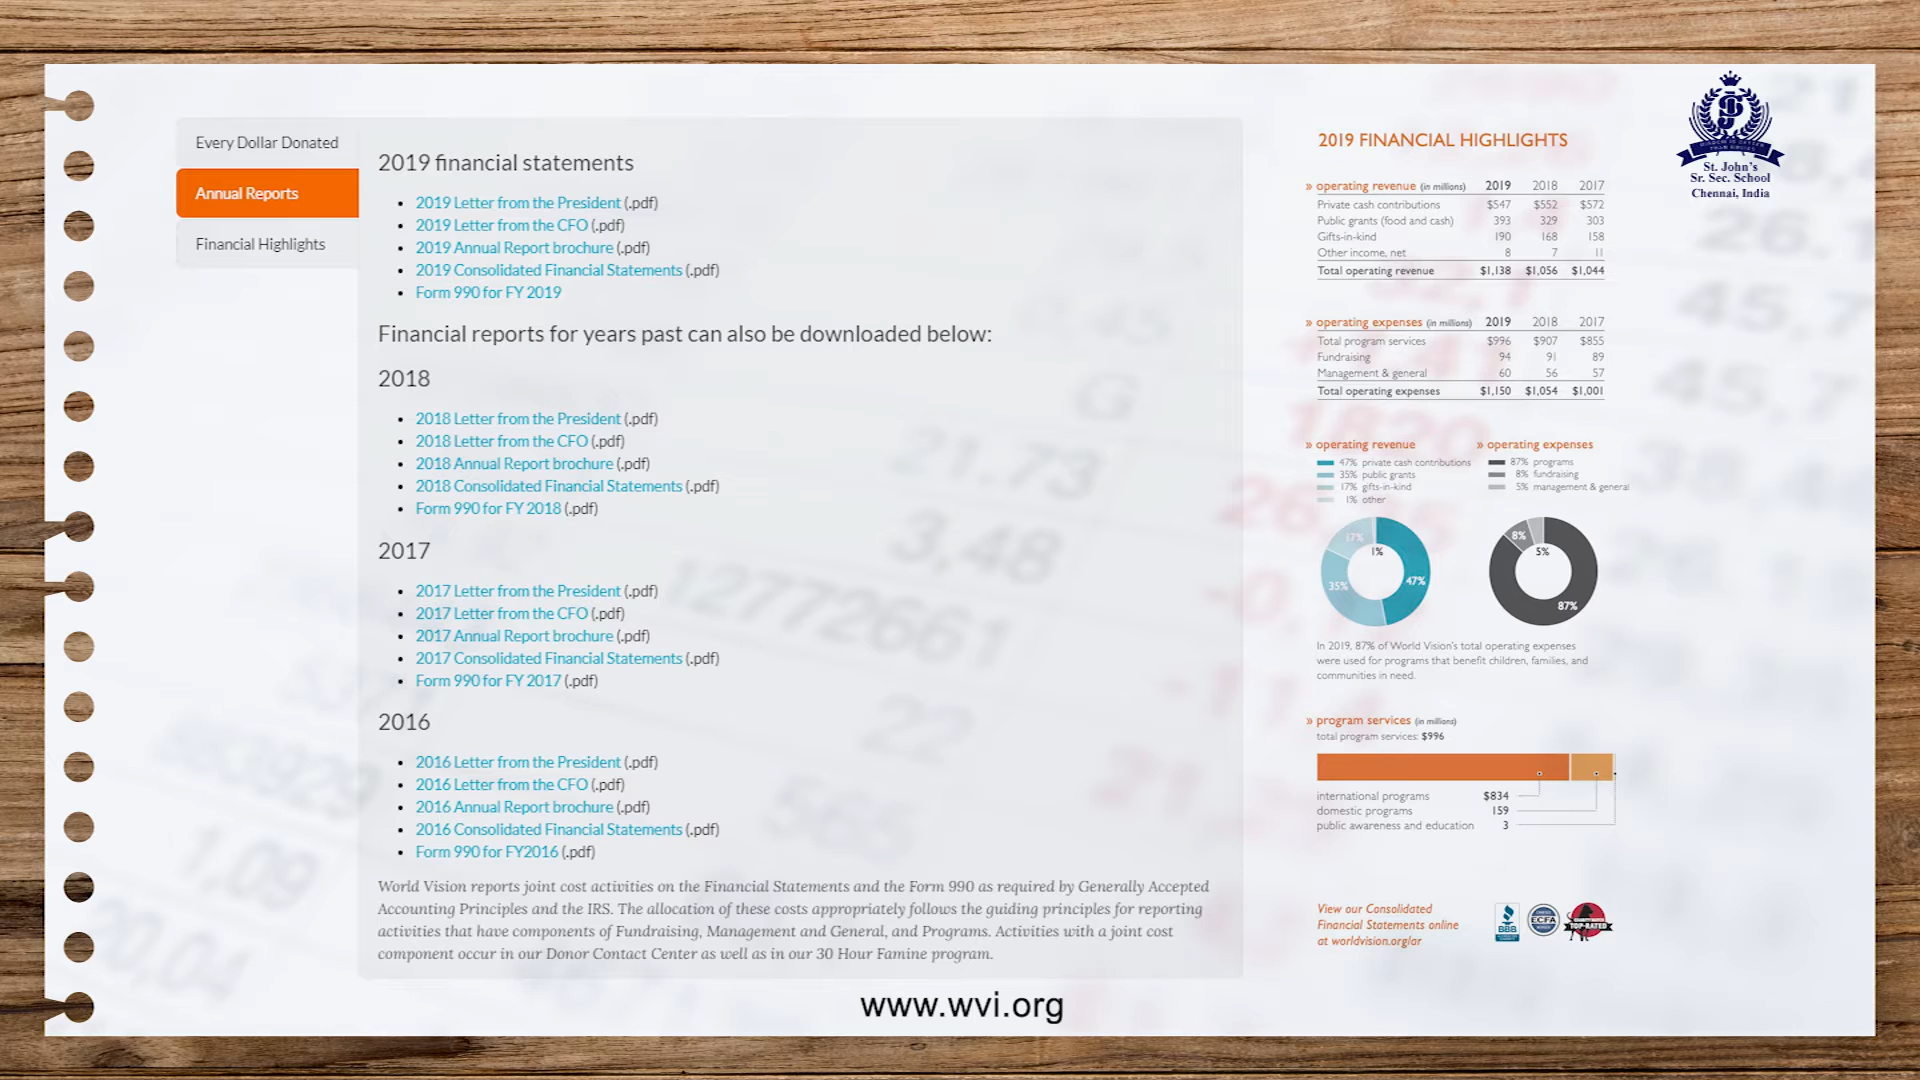 Every Dollar Donated
Annual Reports
Financial Highlights
2019 financial statements
• 2019 Letter from the President (.pdf)
• 2019 Letter from the CFO (.pdf)
• 2019 Annual Report brochure (.pdf)
• 2019 Consolidated Financial Statements (.pdf)
• Form 990 for FY 2019
Financial reports for years past can also be downloaded below:
2018
• 2018 Letter from the President (.pdf)
• 2018 Letter from the CFO (.pdf)
• 2018 Annual Report brochure (.pdf)
• 2018 Consolidated Financial Statements (.pdf)
• Form 990 for FY 2018 (.pdf)
2017
• 2017 Letter from the President (.pdf)
• 2017 Letter from the CFO (.pdf)
• 2017 Annual Report brochure (.pdf)
• 2017 Consolidated Financial Statements (.pdf)
• Form 990 for FY 2017 (.pdf)
2016
• 2016 Letter from the President (.pdf)
• 2016 Letter from the CFO (.pdf)
• 2016 Annual Report brochure (.pdf)
• 2016 Consolidated Financial Statements (.pdf)
• Form 990 for FY2016 (.pdf)
World Vision reports joint cost activities on the Financial Statements and the Form 990 as required by Generally Accepted
Accounting Principles and the IRS. The allocation of these costs appropriately follows the guiding principles for reporting
activities that have components of Fundraising, Management and General, and Programs. Activities with a joint cost
component occur in our Donor Contact Center as well as in our 30 Hour Famine program.
2019 FINANCIAL HIGHLIGHTS
» operating revenue (in millions) 2019 2018 2017
Private cash contributions $547 $552 $572
Public grants (food and cash) 393 329 303
Gifts-in-kind 190 168 158
Other income, net 8 7 11
Total operating revenue $1,138 $1,056 $1,044
» operating expenses (in millions) 2019 2018 2017
Total program services $996 $907 $855
Fundraising 94 91 89
Management & general 60 56 57
Total operating expenses $1,150 $1,054 $1,001
» operating revenue
47% private cash contributions
35% public grants
17% gifts-in-kind
1% other
17%
1%
35%
47%
» operating expenses
87% programs
8% fundraising
5% management & general
8%
5%
87%
In 2019, 87% of World Vision's total operating expenses
were used for programs that benefit children, families, and
communities in need.
» program services (in millions)
total program services: $996
international programs $834
domestic programs 159
public awareness and education 3
View our Consolidated
Financial Statements online
at worldvision.org/ar
BBB
ECFA
TOP-RATED
St. John's
Sr. Sec. School
Chennai, India
www.wvi.org